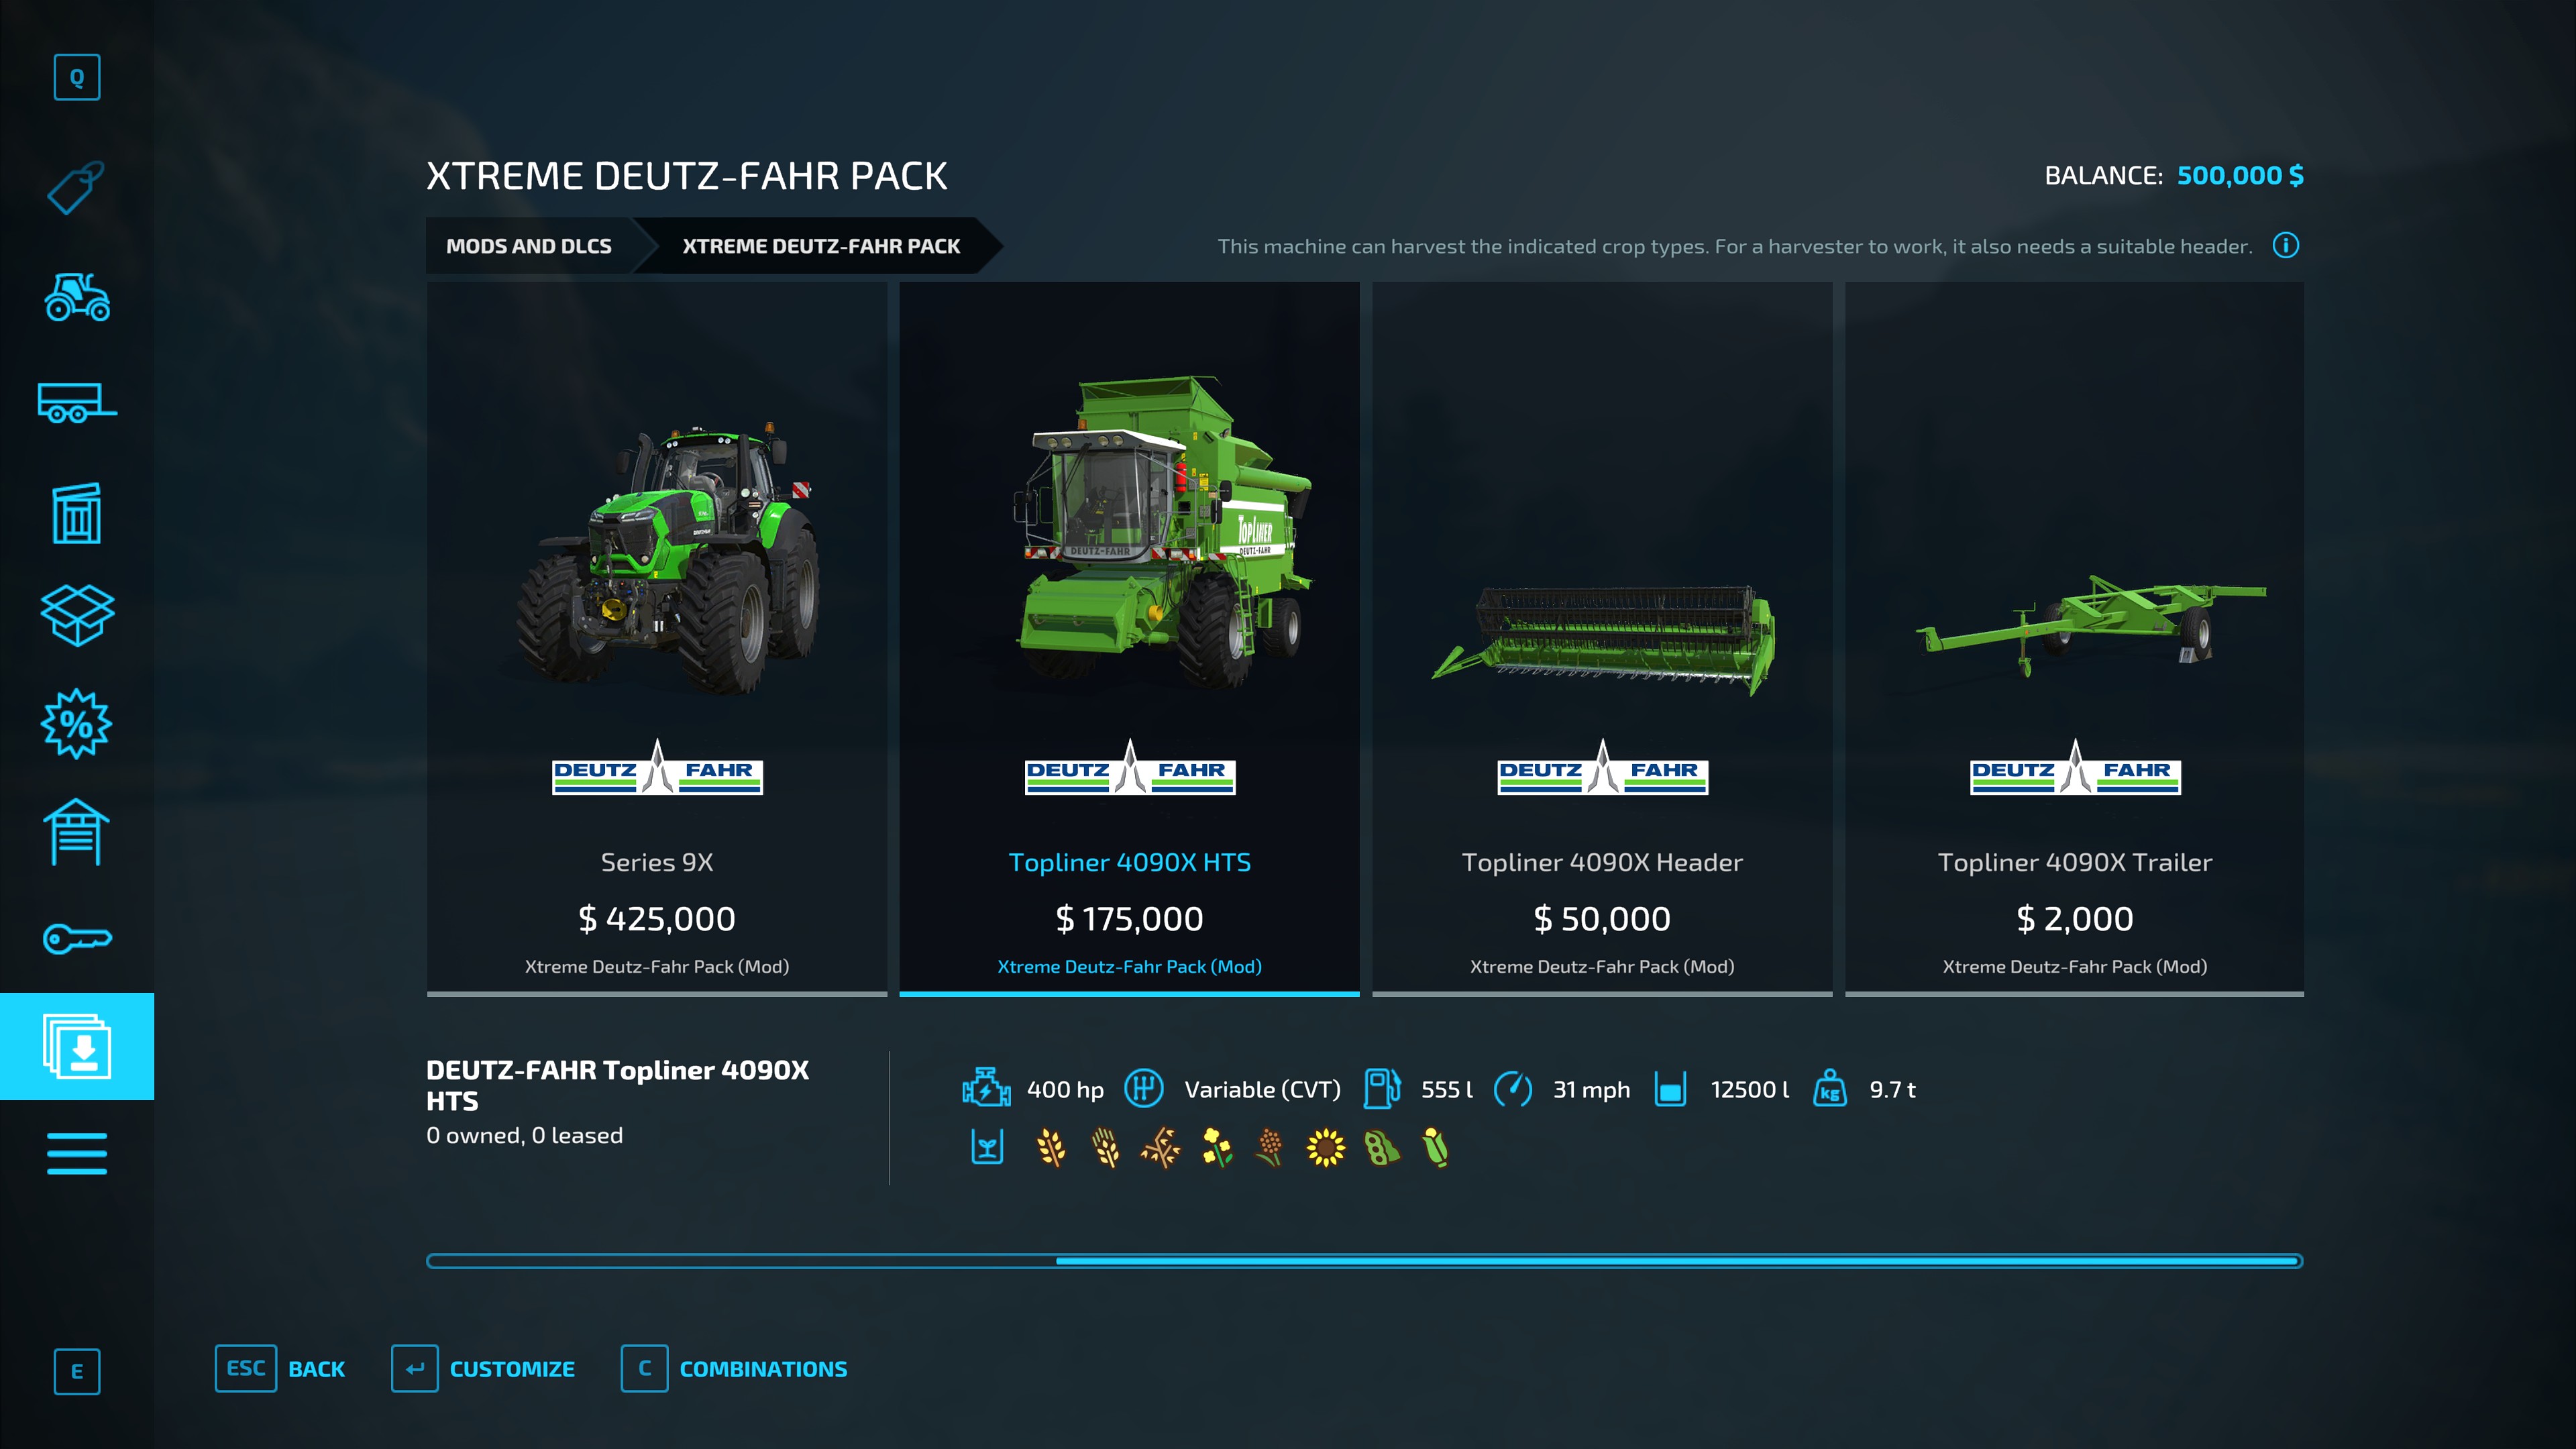 Q
XTREME DEUTZ-FAHR PACK
BALANCE: 500,000 $
MODS AND DLCS
XTREME DEUTZ-FAHR PACK
This machine can harvest the indicated crop types. For a harvester to work, it also needs a suitable header.
TOPLINER
DEUTZ-FAHR
DEUTZ-FAHR
DEUTZ FAHR
DEUTZ FAHR
DEUTZ FAHR
DEUTZ FAHR
Series 9X
Topliner 4090X HTS
Topliner 4090X Header
Topliner 4090X Trailer
$ 425,000
$ 175,000
$ 50,000
$ 2,000
Xtreme Deutz-Fahr Pack (Mod)
Xtreme Deutz-Fahr Pack (Mod)
Xtreme Deutz-Fahr Pack (Mod)
Xtreme Deutz-Fahr Pack (Mod)
DEUTZ-FAHR Topliner 4090X
HTS
0 owned, 0 leased
400 hp
Variable (CVT)
555 l
31 mph
12500 l
kg
9.7 t
E
ESC BACK
CUSTOMIZE
C COMBINATIONS